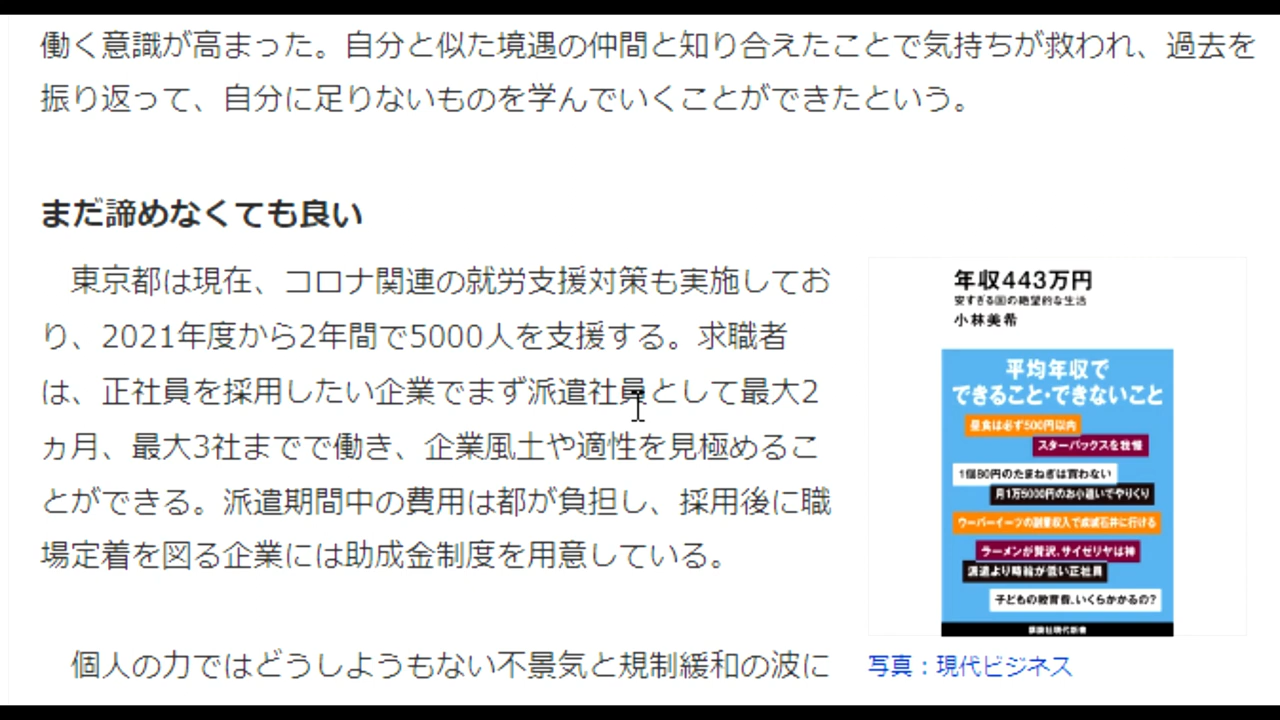 働く意識が高まった。自分と似た境遇の仲間と知り合えたことで気持ちが救われ、過去を
振り返って、自分に足りないものを学んでいくことができたという。
まだ諦めなくても良い
東京都は現在、コロナ関連の就労支援対策も実施してお
り、2021年度から2年間で5000人を支援する。求職者
は、正社員を採用したい企業でまず派遣社員として最大2
ヵ月、最大3社までで働き、企業風土や適性を見極めるこ
とができる。派遣期間中の費用は都が負担し、採用後に職
場定着を図る企業には助成金制度を用意している。
個人の力ではどうしようもない不景気と規制緩和の波に
年収443万円
安すぎる国の絶望的な生活
小林美希
平均年収で
できること・できないこと
昼食は必ず500円以内
スターバックスを我慢
1個80円のたまねぎは買わない
月1万5000円のお小遣いでやりくり
ウーバーイーツの副業収入で成城石井に行ける
ラーメンが贅沢、サイゼリヤは神
派遣より時給が低い正社員
子どもの教育費、いくらかかるの?
講談社現代新書
写真：現代ビジネス